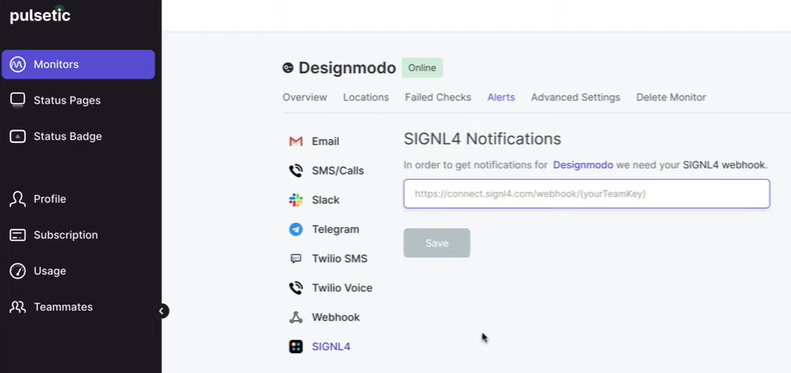 pulsetic
Monitors
Status Pages
Status Badge
Profile
Subscription
Usage
Teammates
Designmodo Online
Overview Locations Failed Checks Alerts Advanced Settings Delete Monitor
Email
SMS/Calls
Slack
Telegram
Twilio SMS
Twilio Voice
Webhook
SIGNL4
SIGNL4 Notifications
In order to get notifications for Designmodo we need your SIGNL4 webhook.
https://connect.signl4.com/webhook/{yourTeamKey}
Save